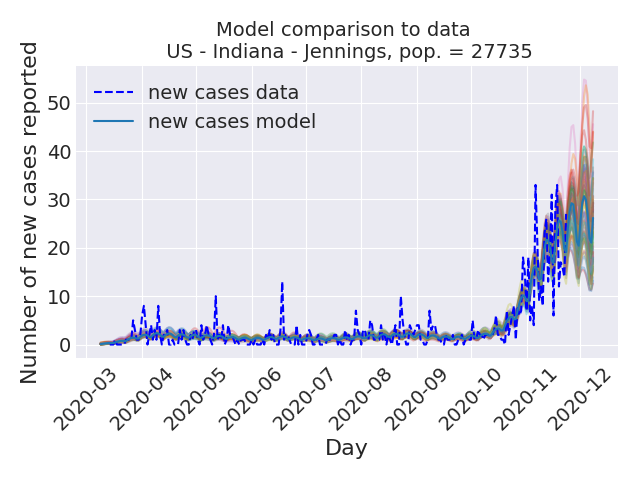 Model comparison to data
US - Indiana - Jennings, pop. = 27735
Number of new cases reported
50
40
30
20
10
0
new cases data
new cases model
2020-03
2020-04
2020-05
2020-06
2020-07
2020-08
2020-09
2020-10
2020-11
2020-12
Day